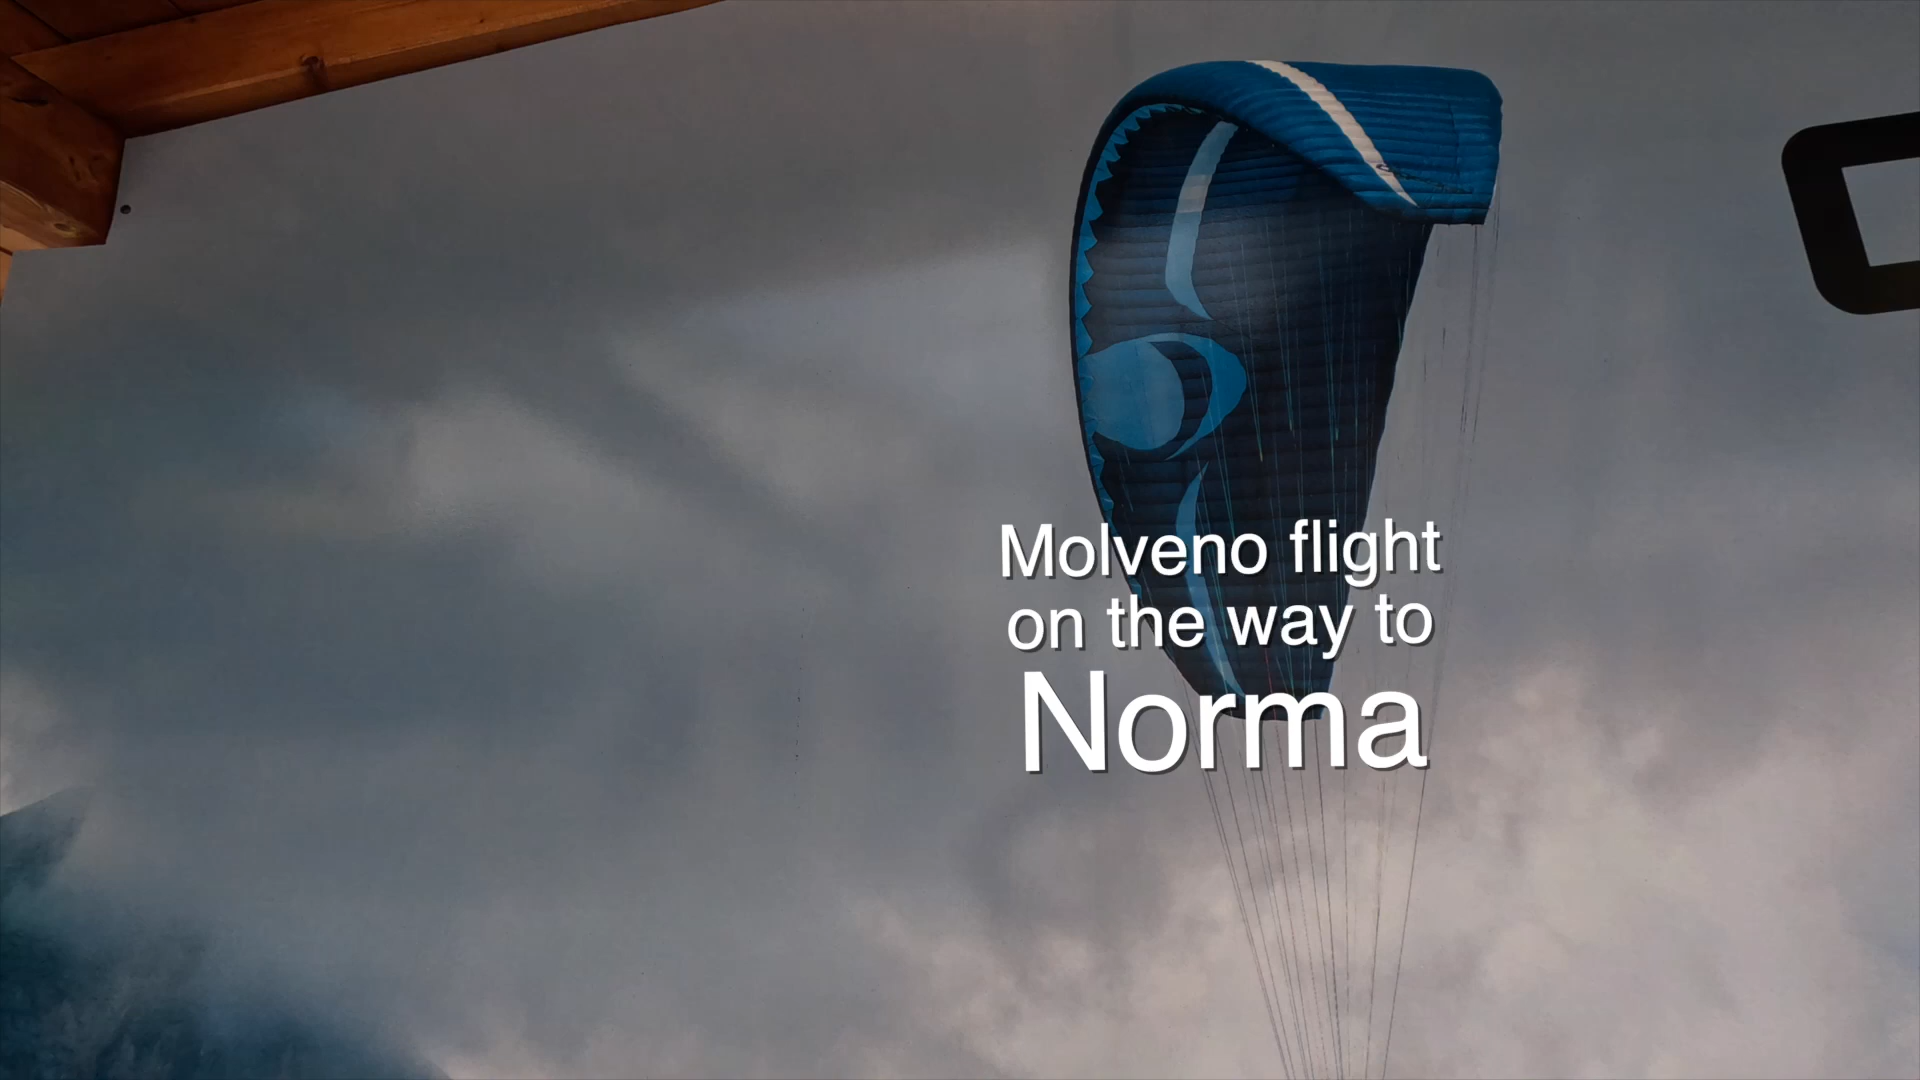 Molveno flight
on the way to
Norma